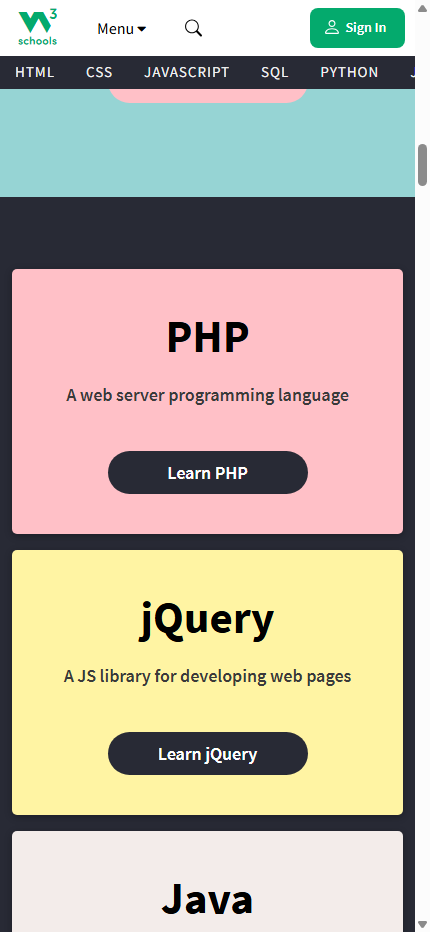 3
schools
Menu
Sign In
HTML CSS JAVASCRIPT SQL PYTHON
PHP
A web server programming language
Learn PHP
jQuery
A JS library for developing web pages
Learn jQuery
Java